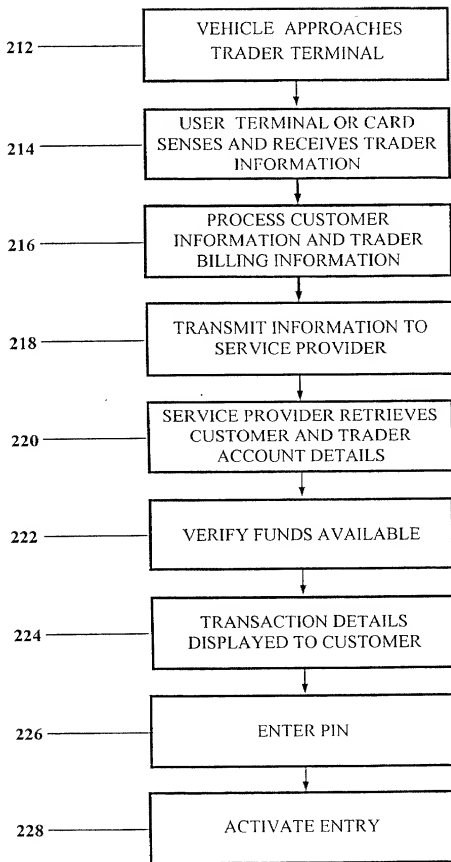 212
VEHICLE APPROACHES
TRADER TERMINAL
214
USER TERMINAL OR CARD
SENSES AND RECEIVES TRADER
INFORMATION
216
PROCESS CUSTOMER
INFORMATION AND TRADER
BILLING INFORMATION
218
TRANSMIT INFORMATION TO
SERVICE PROVIDER
220
SERVICE PROVIDER RETRIEVES
CUSTOMER AND TRADER
ACCOUNT DETAILS
222
VERIFY FUNDS AVAILABLE
224
TRANSACTION DETAILS
DISPLAYED TO CUSTOMER
226
ENTER PIN
228
ACTIVATE ENTRY